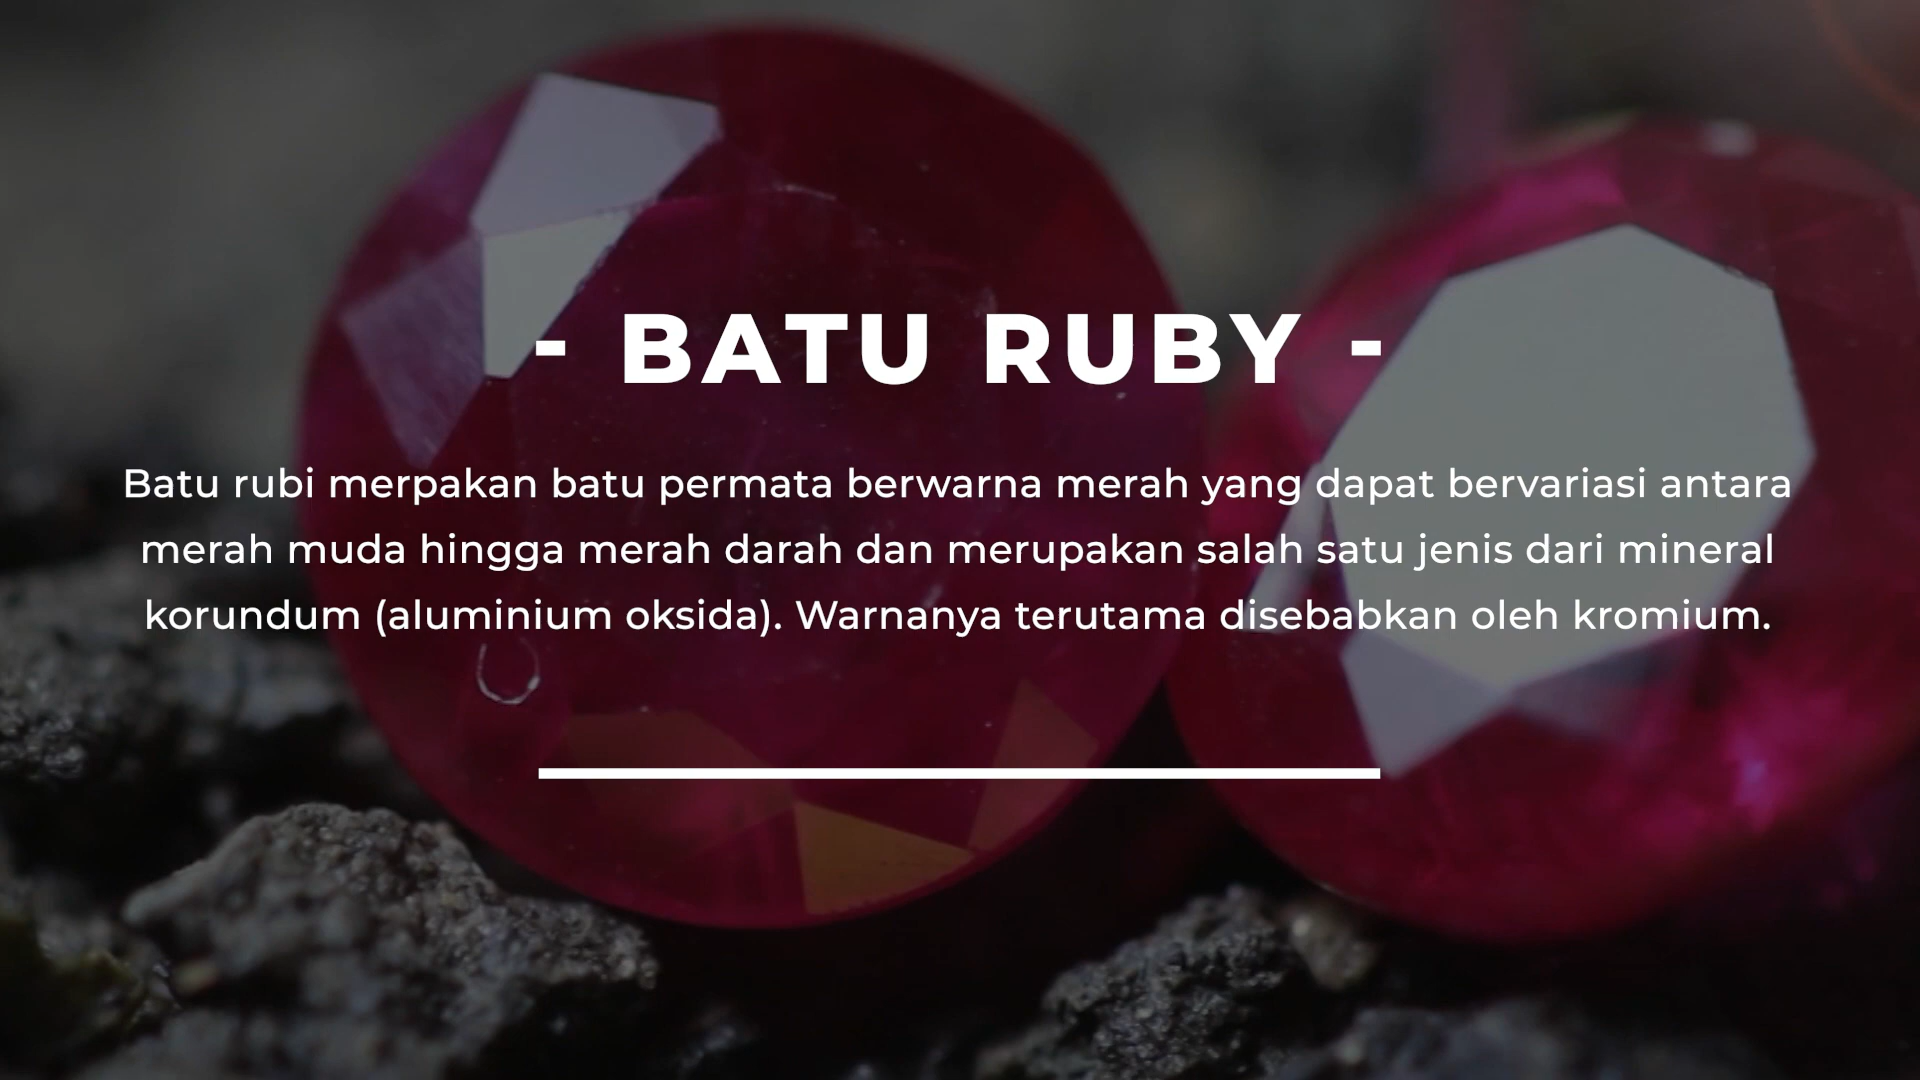 - BATU RUBY -
Batu rubi merpakan batu permata berwarna merah yang dapat bervariasi antara
merah muda hingga merah darah dan merupakan salah satu jenis dari mineral
korundum (aluminium oksida). Warnanya terutama disebabkan oleh kromium.